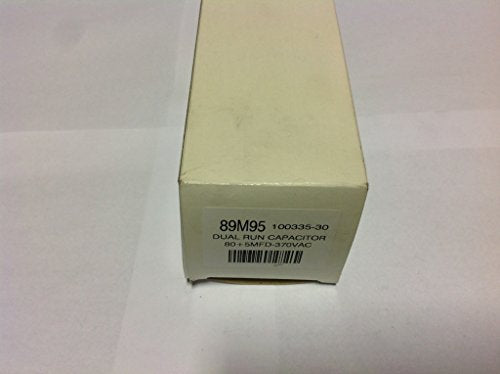 89M95 100335-30
DUAL RUN CAPACITOR
80+5MFD-370VAC